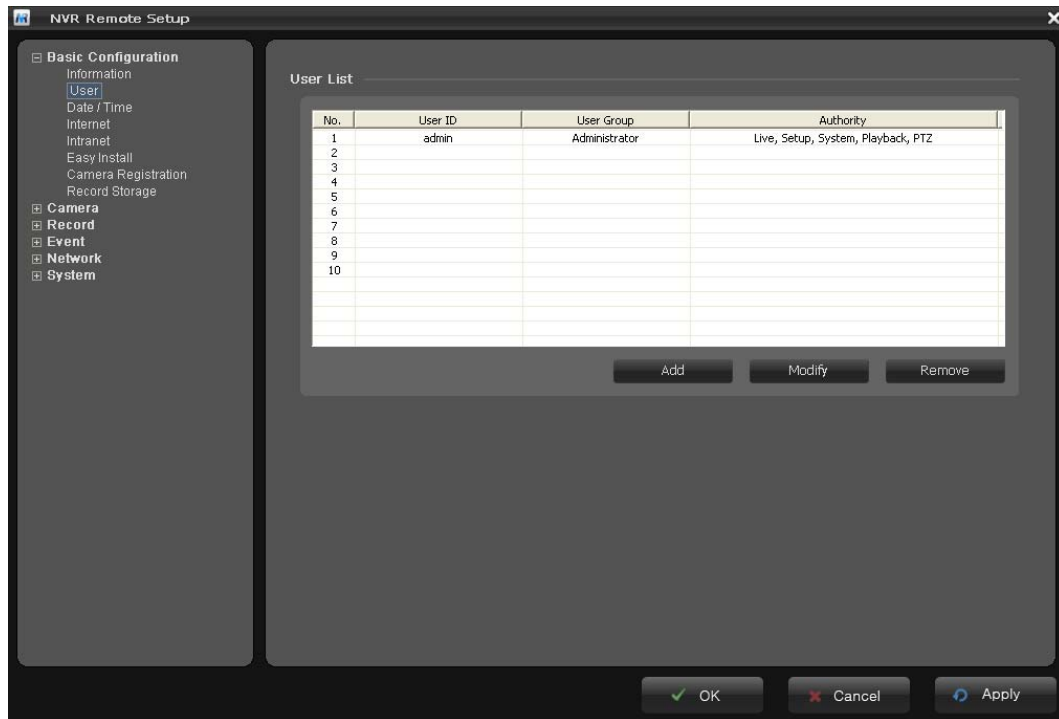 NVR Remote Setup
Basic Configuration
Information
User
Date / Time
Internet
Intranet
Easy Install
Camera Registration
Record Storage
Camera
Record
Event
Network
System
User List
No. User ID User Group Authority
1 admin Administrator Live, Setup, System, Playback, PTZ
2
3
4
5
6
7
8
9
10
Add Modify Remove
OK Cancel Apply